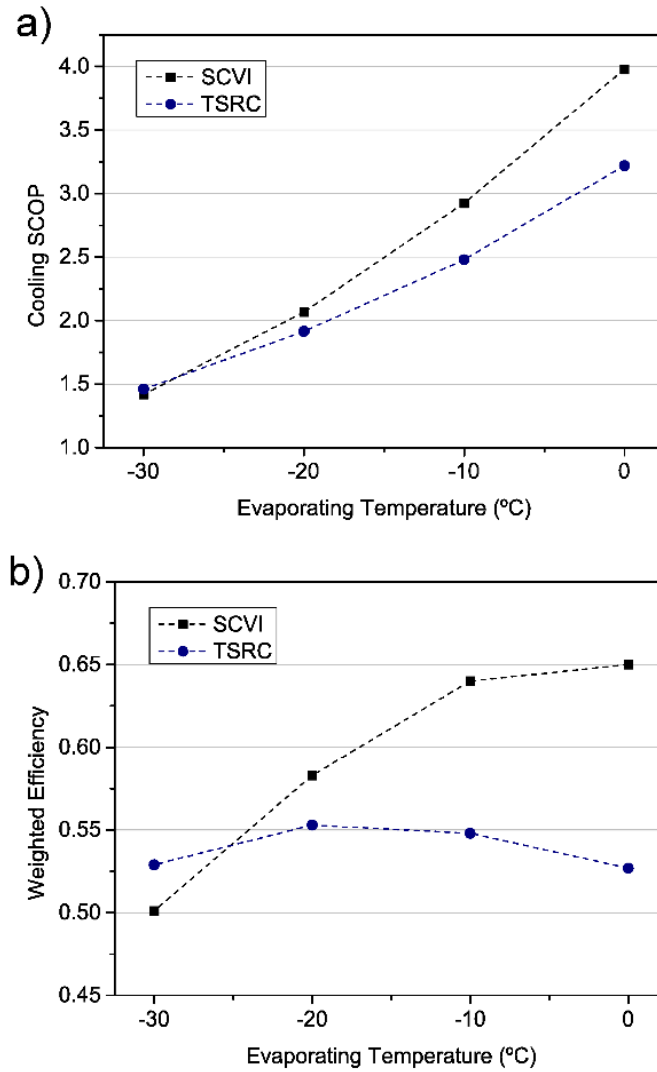 a)
4.0
3.5
3.0
2.5
2.0
1.5
1.0
Cooling SCOP
SCVI
TSRC
-30
-20
-10
0
Evaporating Temperature (ºC)
b)
0.70
0.65
0.60
0.55
0.50
0.45
Weighted Efficiency
SCVI
TSRC
-30
-20
-10
0
Evaporating Temperature (ºC)